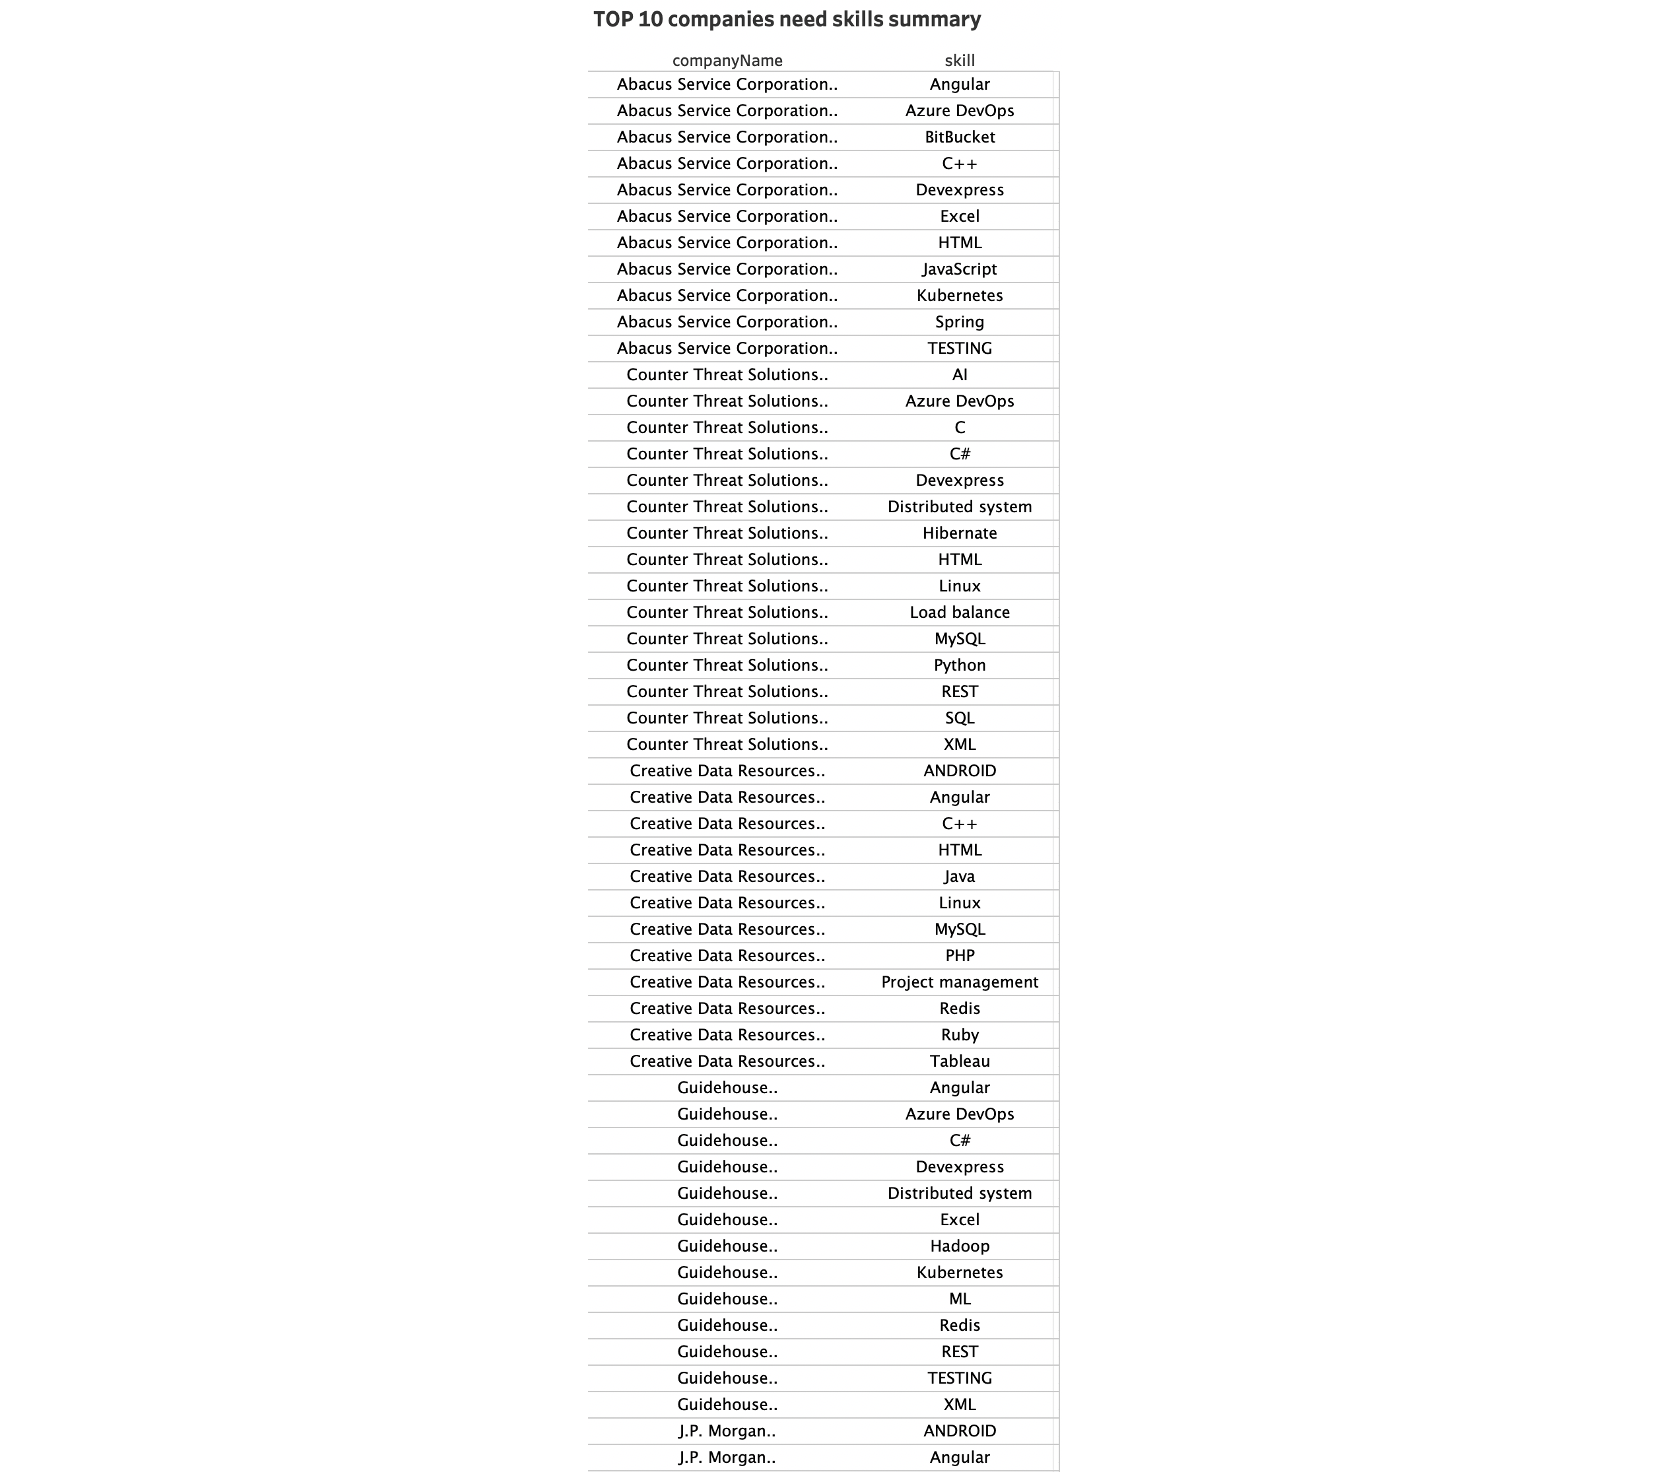 TOP 10 companies need skills summary
companyName skill
Abacus Service Corporation.. Angular
Abacus Service Corporation.. Azure DevOps
Abacus Service Corporation.. BitBucket
Abacus Service Corporation.. C++
Abacus Service Corporation.. Devexpress
Abacus Service Corporation.. Excel
Abacus Service Corporation.. HTML
Abacus Service Corporation.. JavaScript
Abacus Service Corporation.. Kubernetes
Abacus Service Corporation.. Spring
Abacus Service Corporation.. TESTING
Counter Threat Solutions.. AI
Counter Threat Solutions.. Azure DevOps
Counter Threat Solutions.. C
Counter Threat Solutions.. C#
Counter Threat Solutions.. Devexpress
Counter Threat Solutions.. Distributed system
Counter Threat Solutions.. Hibernate
Counter Threat Solutions.. HTML
Counter Threat Solutions.. Linux
Counter Threat Solutions.. Load balance
Counter Threat Solutions.. MySQL
Counter Threat Solutions.. Python
Counter Threat Solutions.. REST
Counter Threat Solutions.. SQL
Counter Threat Solutions.. XML
Creative Data Resources.. ANDROID
Creative Data Resources.. Angular
Creative Data Resources.. C++
Creative Data Resources.. HTML
Creative Data Resources.. Java
Creative Data Resources.. Linux
Creative Data Resources.. MySQL
Creative Data Resources.. PHP
Creative Data Resources.. Project management
Creative Data Resources.. Redis
Creative Data Resources.. Ruby
Creative Data Resources.. Tableau
Guidehouse.. Angular
Guidehouse.. Azure DevOps
Guidehouse.. C#
Guidehouse.. Devexpress
Guidehouse.. Distributed system
Guidehouse.. Excel
Guidehouse.. Hadoop
Guidehouse.. Kubernetes
Guidehouse.. ML
Guidehouse.. Redis
Guidehouse.. REST
Guidehouse.. TESTING
Guidehouse.. XML
J.P. Morgan.. ANDROID
J.P. Morgan.. Angular